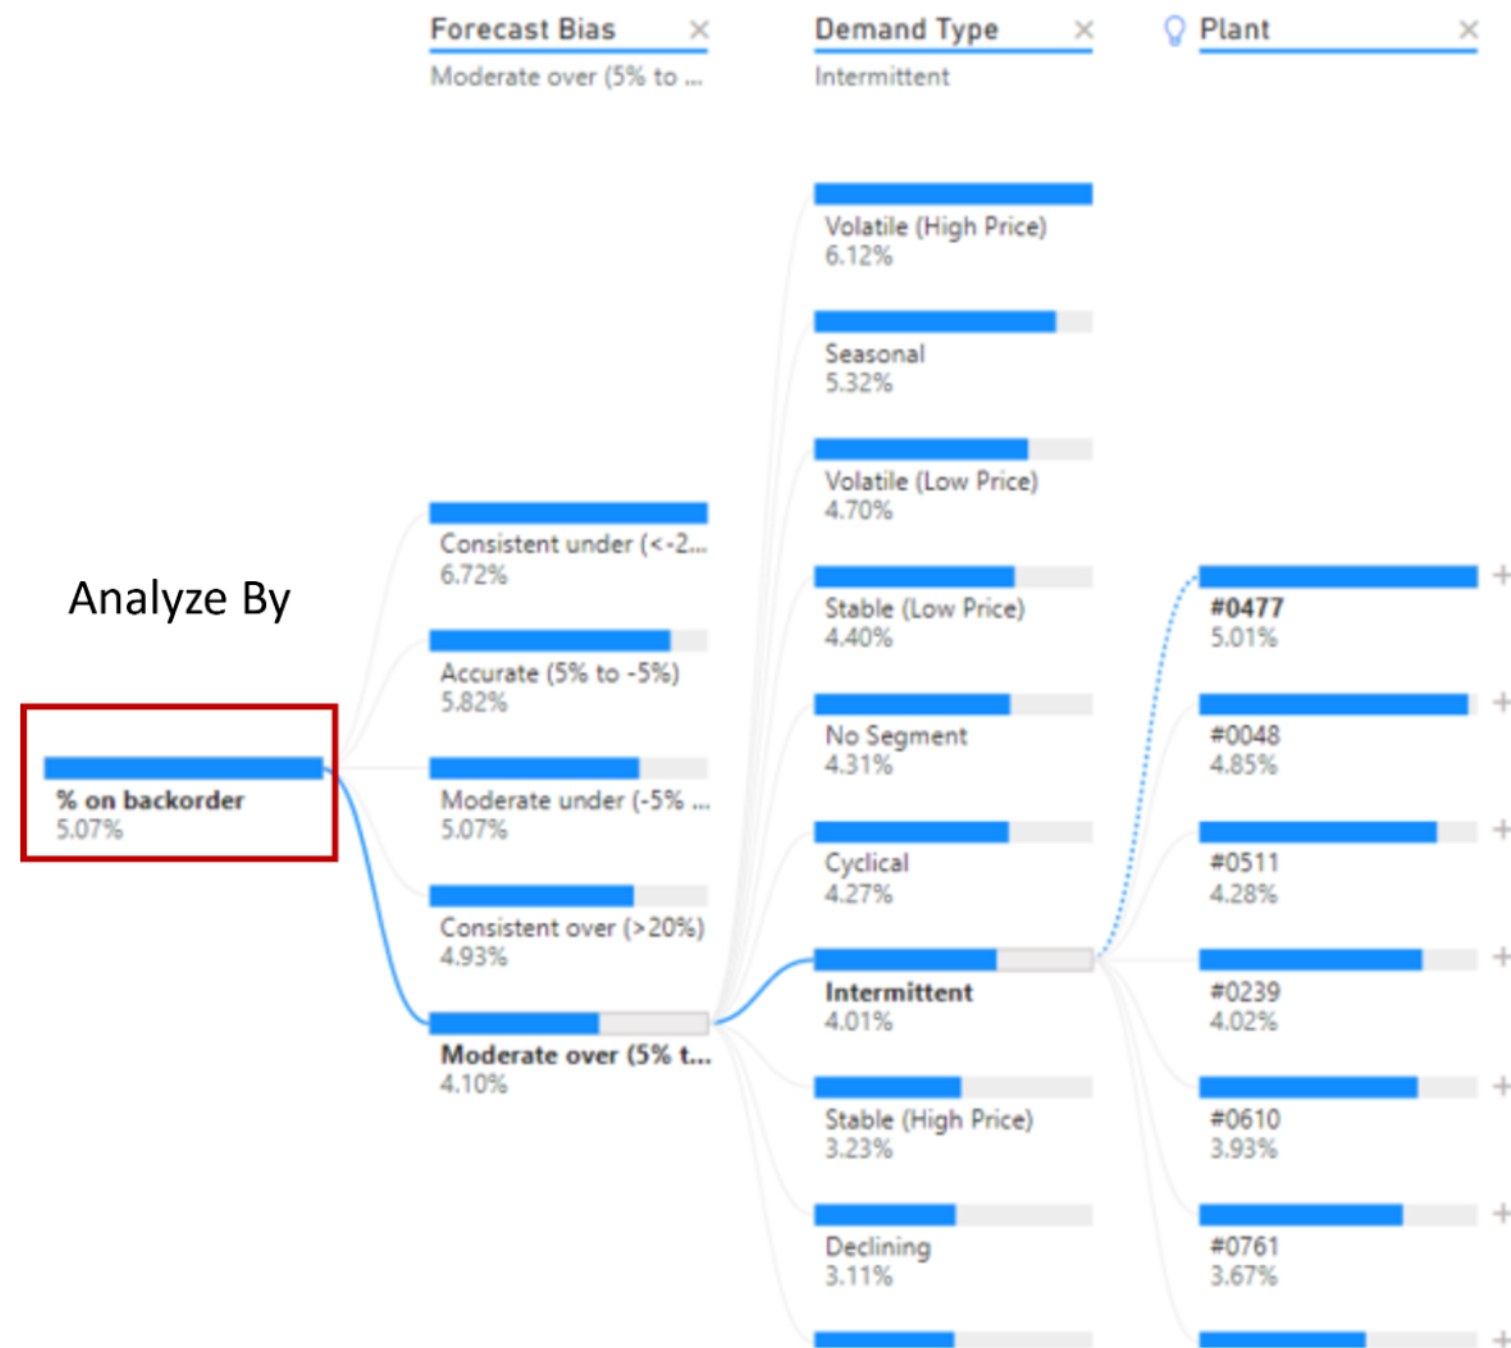 Forecast Bias
Moderate over (5% to ...
Demand Type
Intermittent
Plant
Analyze By
% on backorder
5.07%
Consistent under (<-2...
6.72%
Accurate (5% to -5%)
5.82%
Moderate under (-5% ...
5.07%
Consistent over (>20%)
4.93%
Moderate over (5% t...
4.10%
Volatile (High Price)
6.12%
Seasonal
5.32%
Volatile (Low Price)
4.70%
Stable (Low Price)
4.40%
No Segment
4.31%
Cyclical
4.27%
Intermittent
4.01%
Stable (High Price)
3.23%
Declining
3.11%
#0477
5.01%
#0048
4.85%
#0511
4.28%
#0239
4.02%
#0610
3.93%
#0761
3.67%